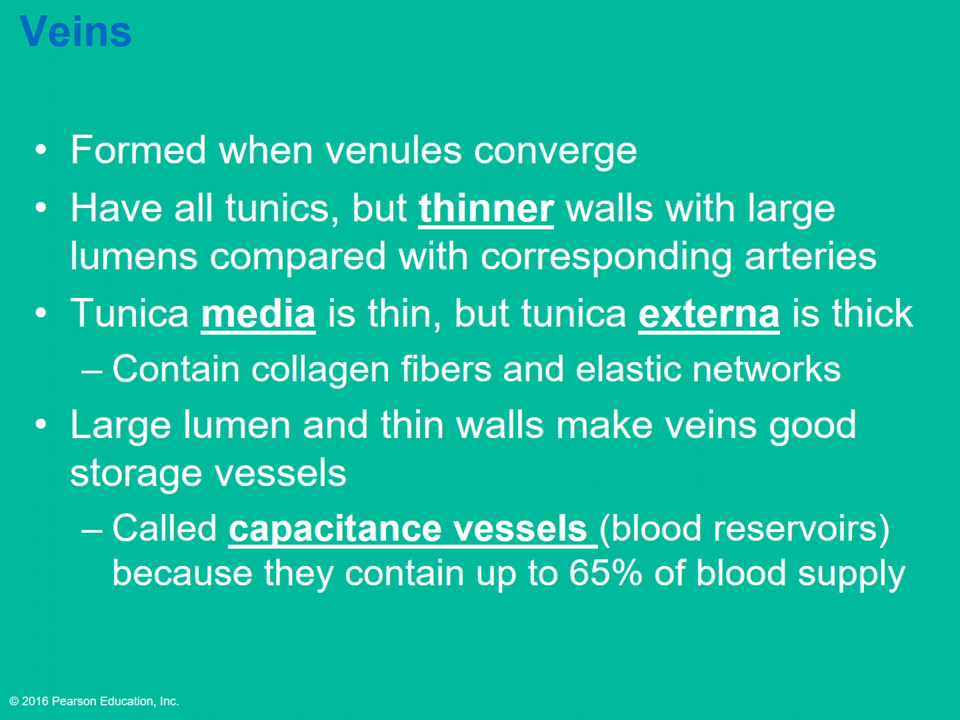 Veins
• Formed when venules converge
• Have all tunics, but thinner walls with large
lumens compared with corresponding arteries
• Tunica media is thin, but tunica externa is thick
– Contain collagen fibers and elastic networks
• Large lumen and thin walls make veins good
storage vessels
– Called capacitance vessels (blood reservoirs)
because they contain up to 65% of blood supply
© 2016 Pearson Education, Inc.